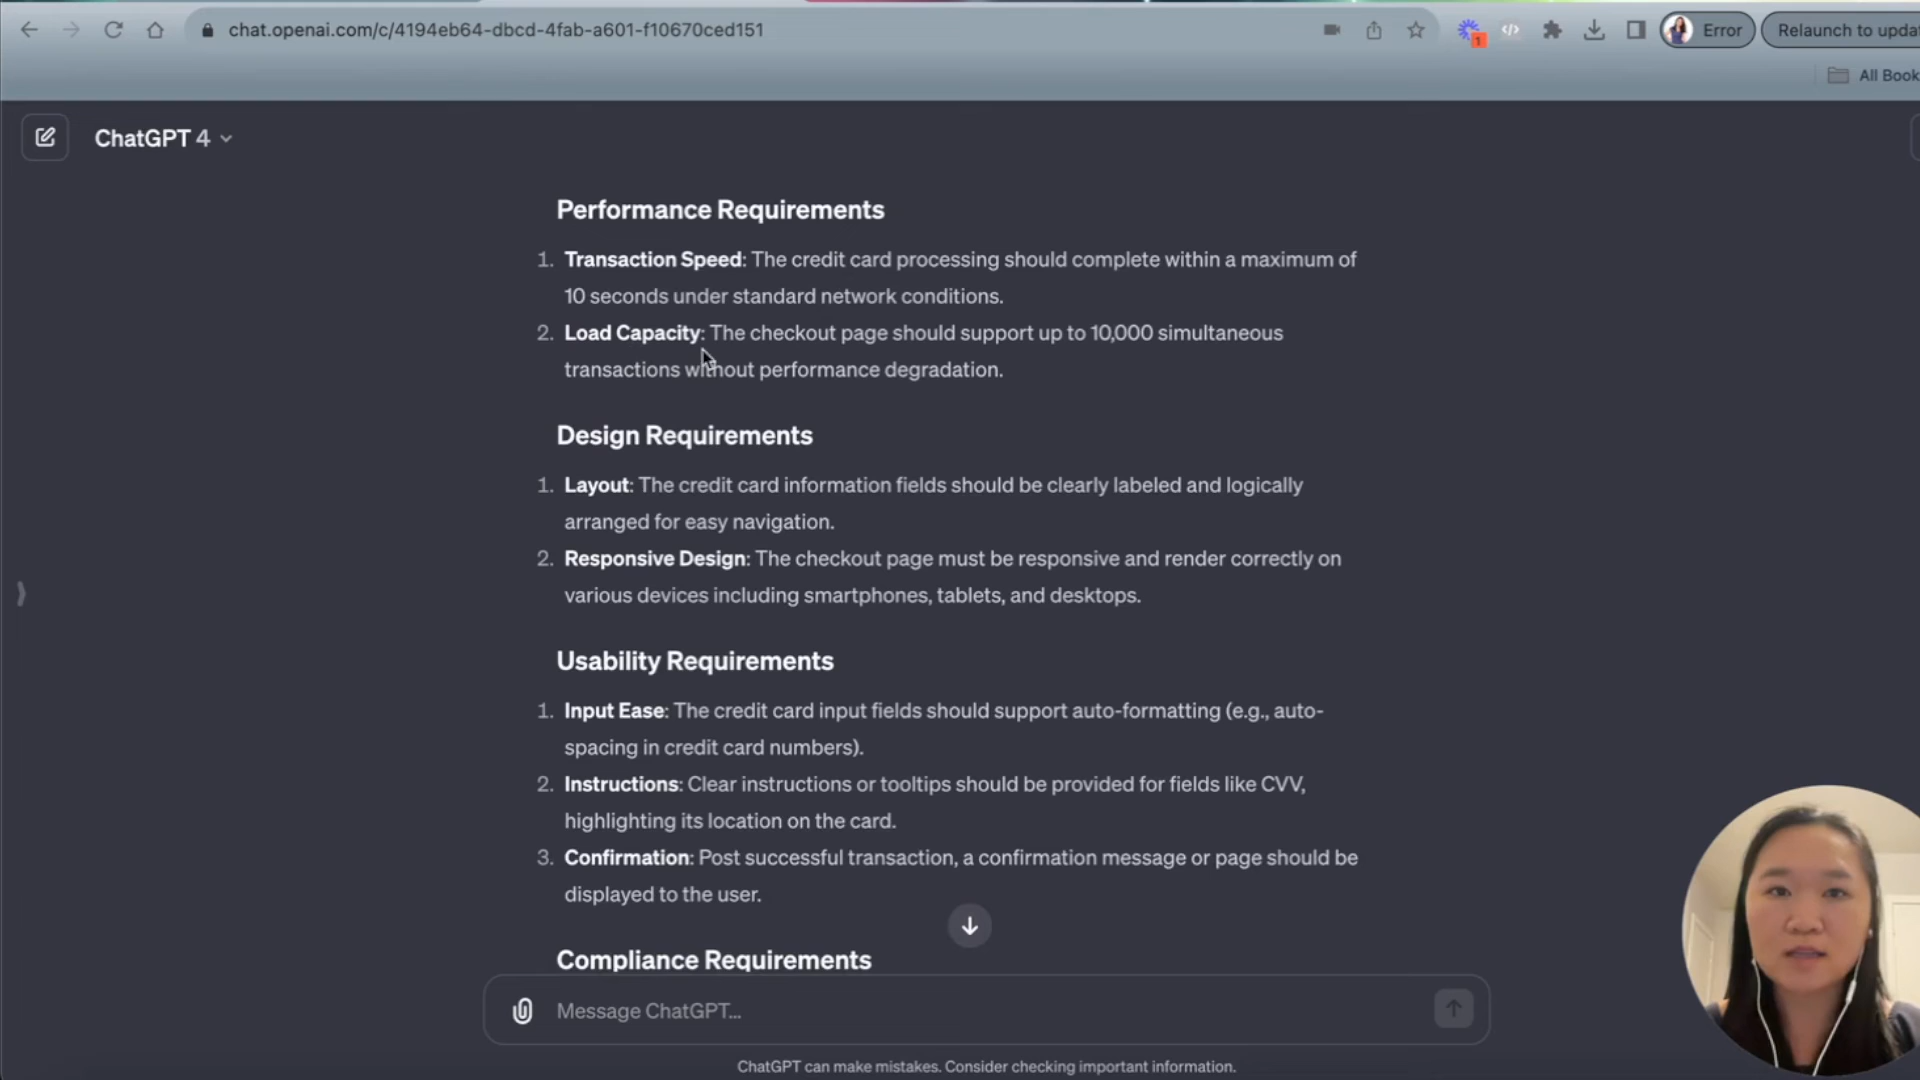 chat.openai.com/c/4194eb64-dbcd-4fab-a601-f10670ced151
1
Error
Relaunch to upda
All Book
ChatGPT 4
Performance Requirements
1. Transaction Speed: The credit card processing should complete within a maximum of
10 seconds under standard network conditions.
2. Load Capacity: The checkout page should support up to 10,000 simultaneous
transactions without performance degradation.
Design Requirements
1. Layout: The credit card information fields should be clearly labeled and logically
arranged for easy navigation.
2. Responsive Design: The checkout page must be responsive and render correctly on
various devices including smartphones, tablets, and desktops.
Usability Requirements
1. Input Ease: The credit card input fields should support auto-formatting (e.g., auto-
spacing in credit card numbers).
2. Instructions: Clear instructions or tooltips should be provided for fields like CVV,
highlighting its location on the card.
3. Confirmation: Post successful transaction, a confirmation message or page should be
displayed to the user.
Compliance Requirements
Message ChatGPT...
ChatGPT can make mistakes. Consider checking important information.